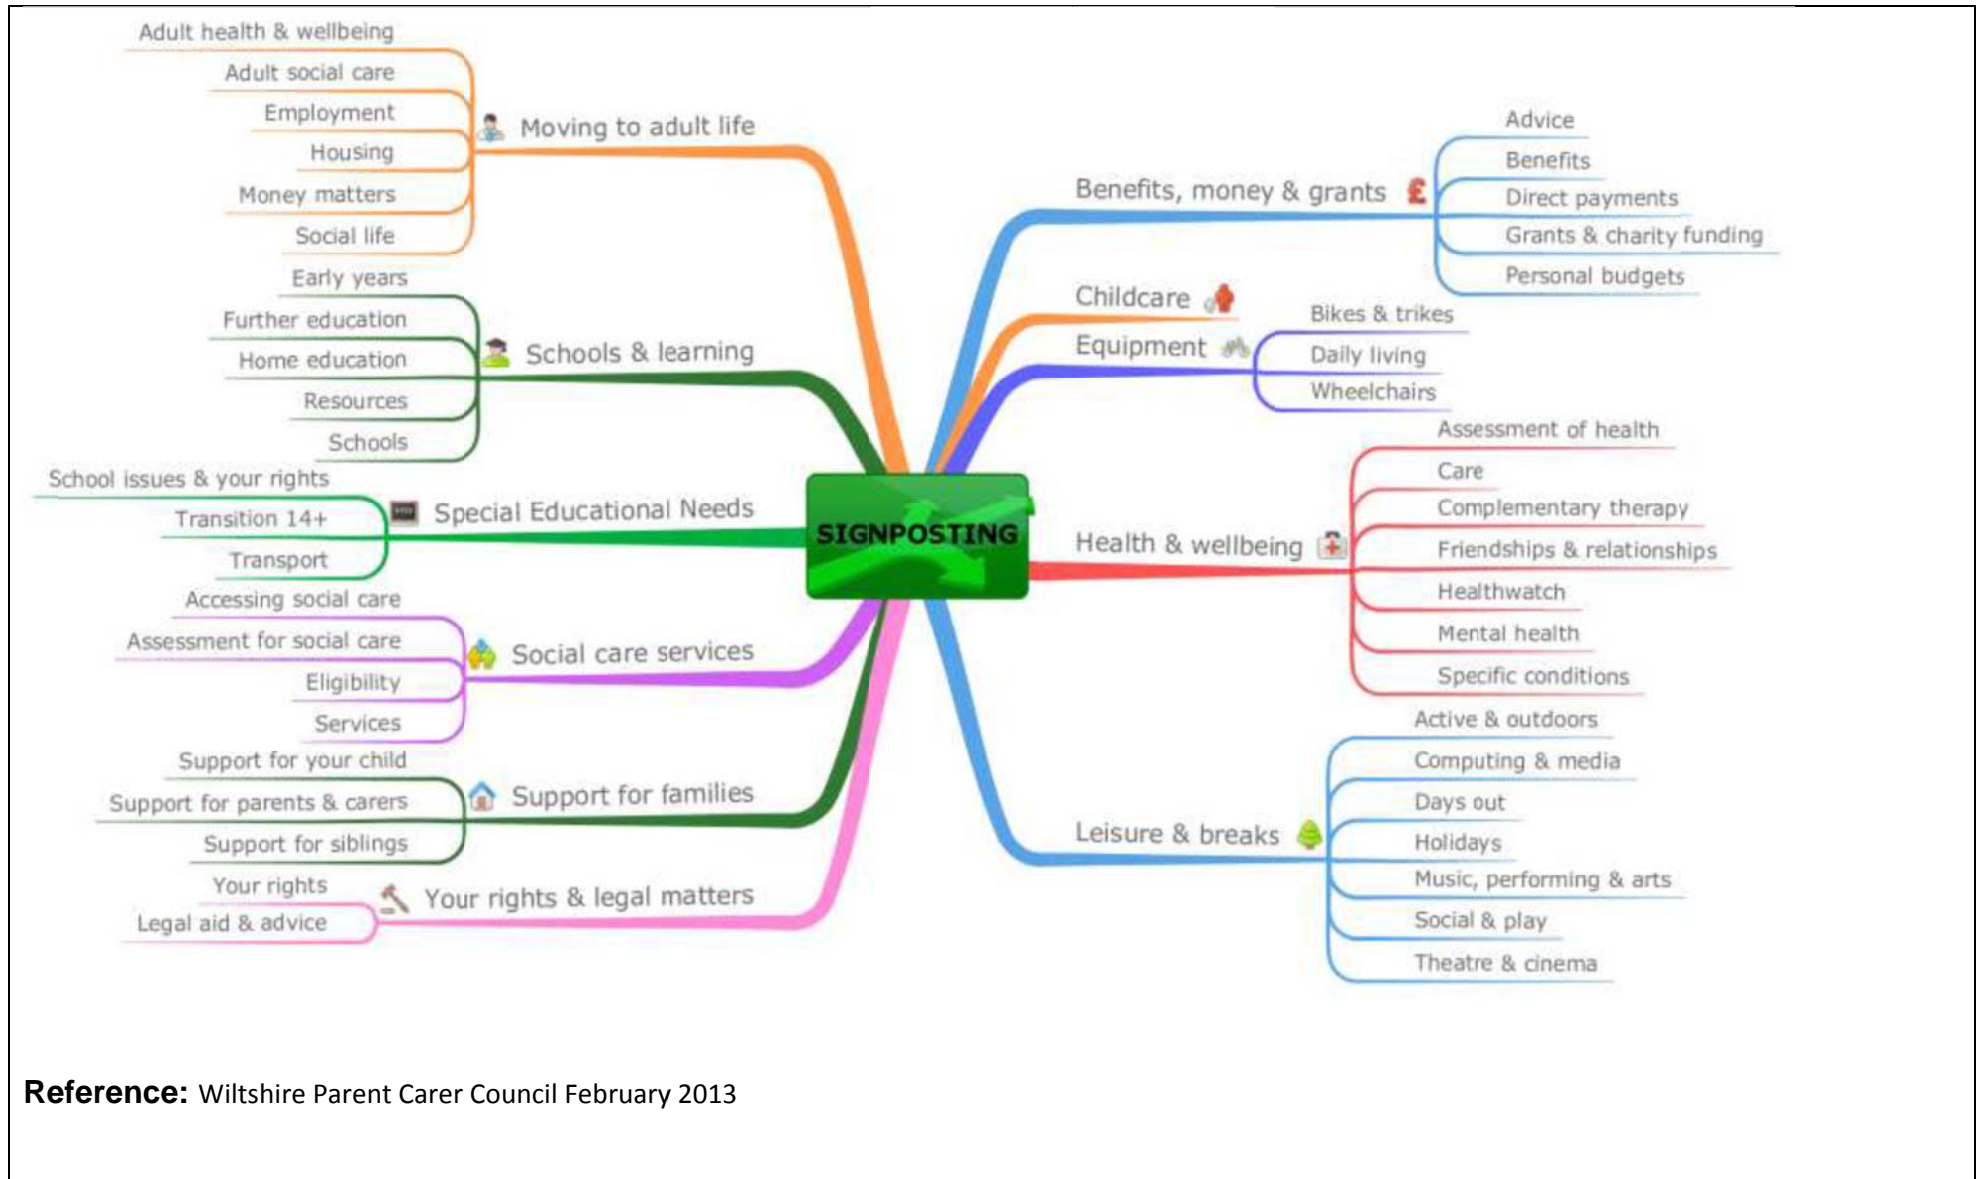 Adult health & wellbeing
Adult social care
Employment
Housing
Money matters
Social life
Moving to adult life
Early years
Further education
Home education
Resources
Schools
Schools & learning
School issues & your rights
Transition 14+
Transport
Special Educational Needs
Accessing social care
Assessment for social care
Eligibility
Services
Social care services
Support for your child
Support for parents & carers
Support for siblings
Support for families
Your rights
Legal aid & advice
Your rights & legal matters
SIGNPOSTING
Benefits, money & grants £
Advice
Benefits
Direct payments
Grants & charity funding
Personal budgets
Childcare
Equipment
Bikes & trikes
Daily living
Wheelchairs
Health & wellbeing
Assessment of health
Care
Complementary therapy
Friendships & relationships
Healthwatch
Mental health
Specific conditions
Leisure & breaks
Active & outdoors
Computing & media
Days out
Holidays
Music, performing & arts
Social & play
Theatre & cinema
Reference: Wiltshire Parent Carer Council February 2013